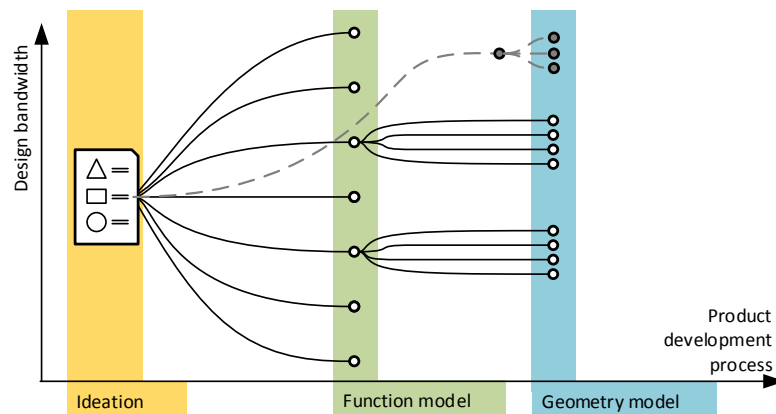 Design bandwidth
Product
development
process
Ideation
Function model
Geometry model